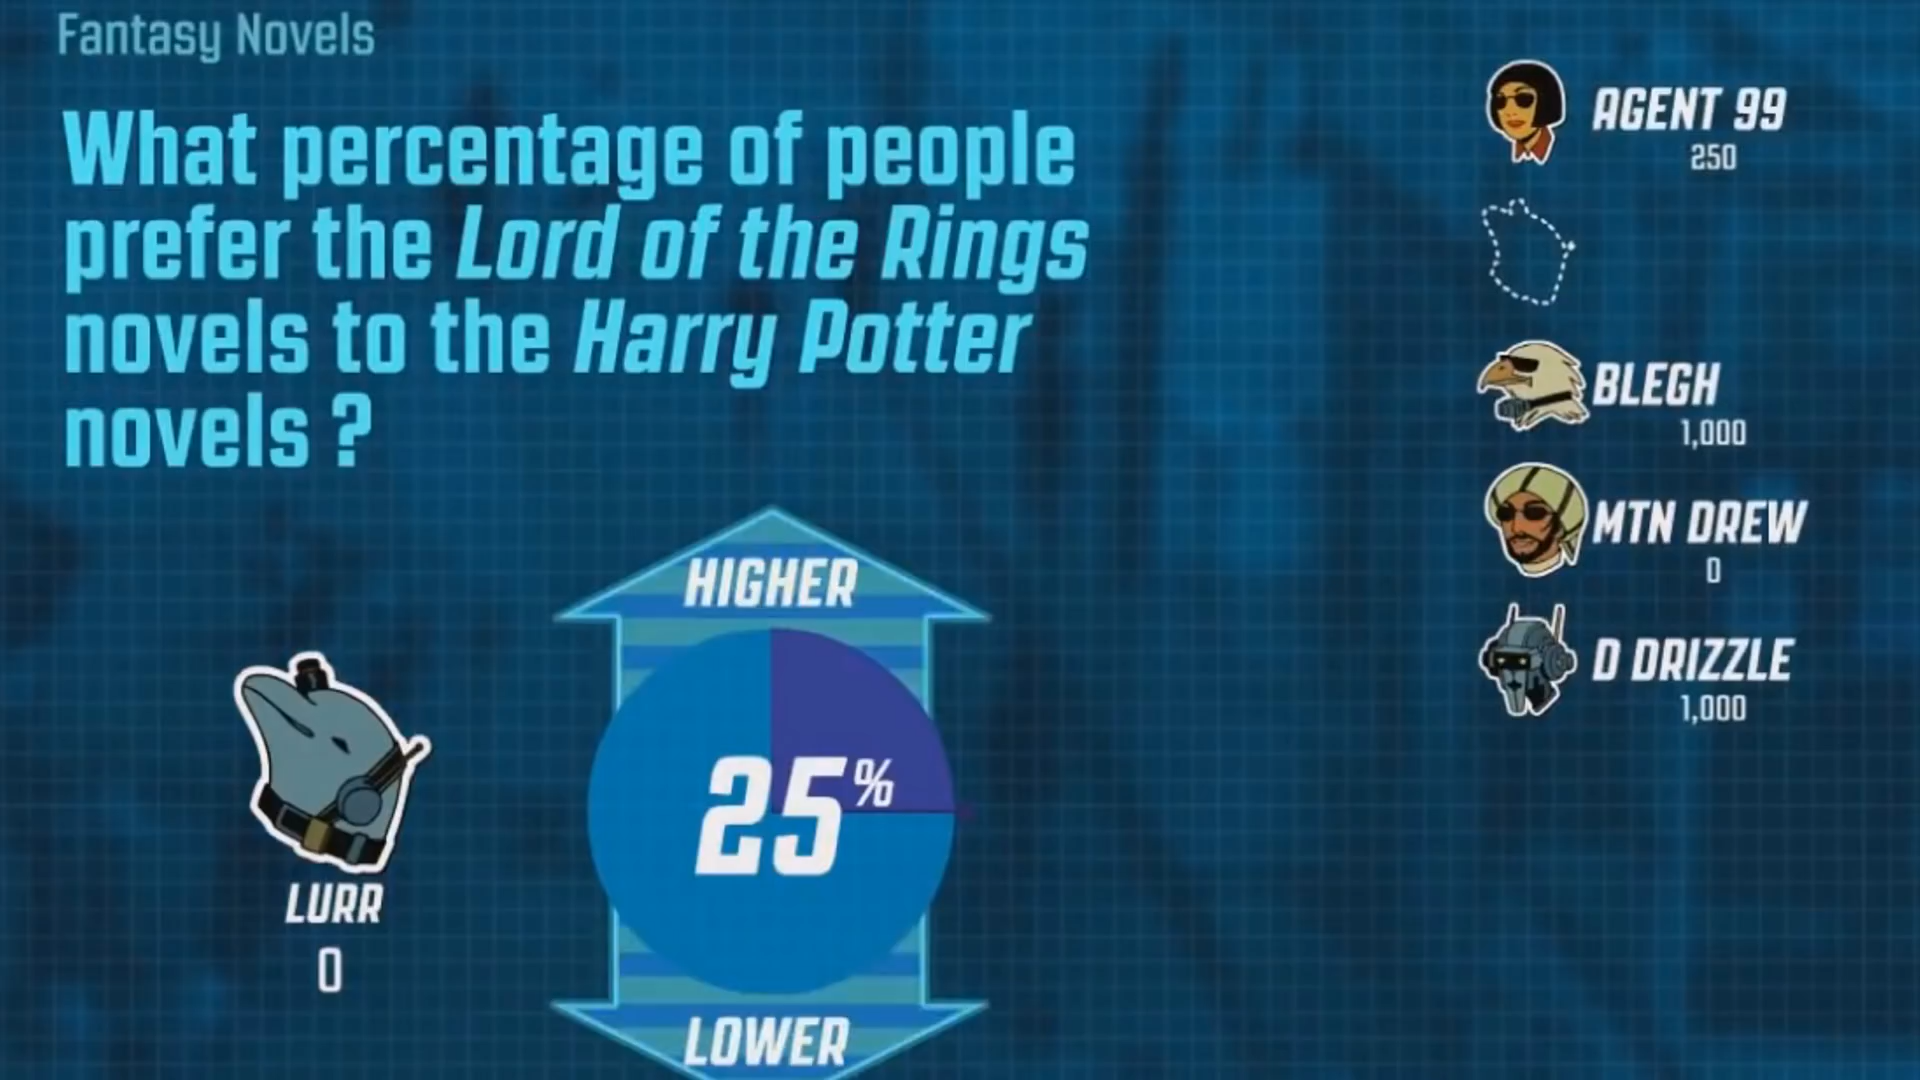 Fantasy Novels
What percentage of people
prefer the Lord of the Rings
novels to the Harry Potter
novels ?
HIGHER
25%
LOWER
LURR
0
AGENT 99
250
BLEGH
1,000
MTN DREW
0
D DRIZZLE
1,000